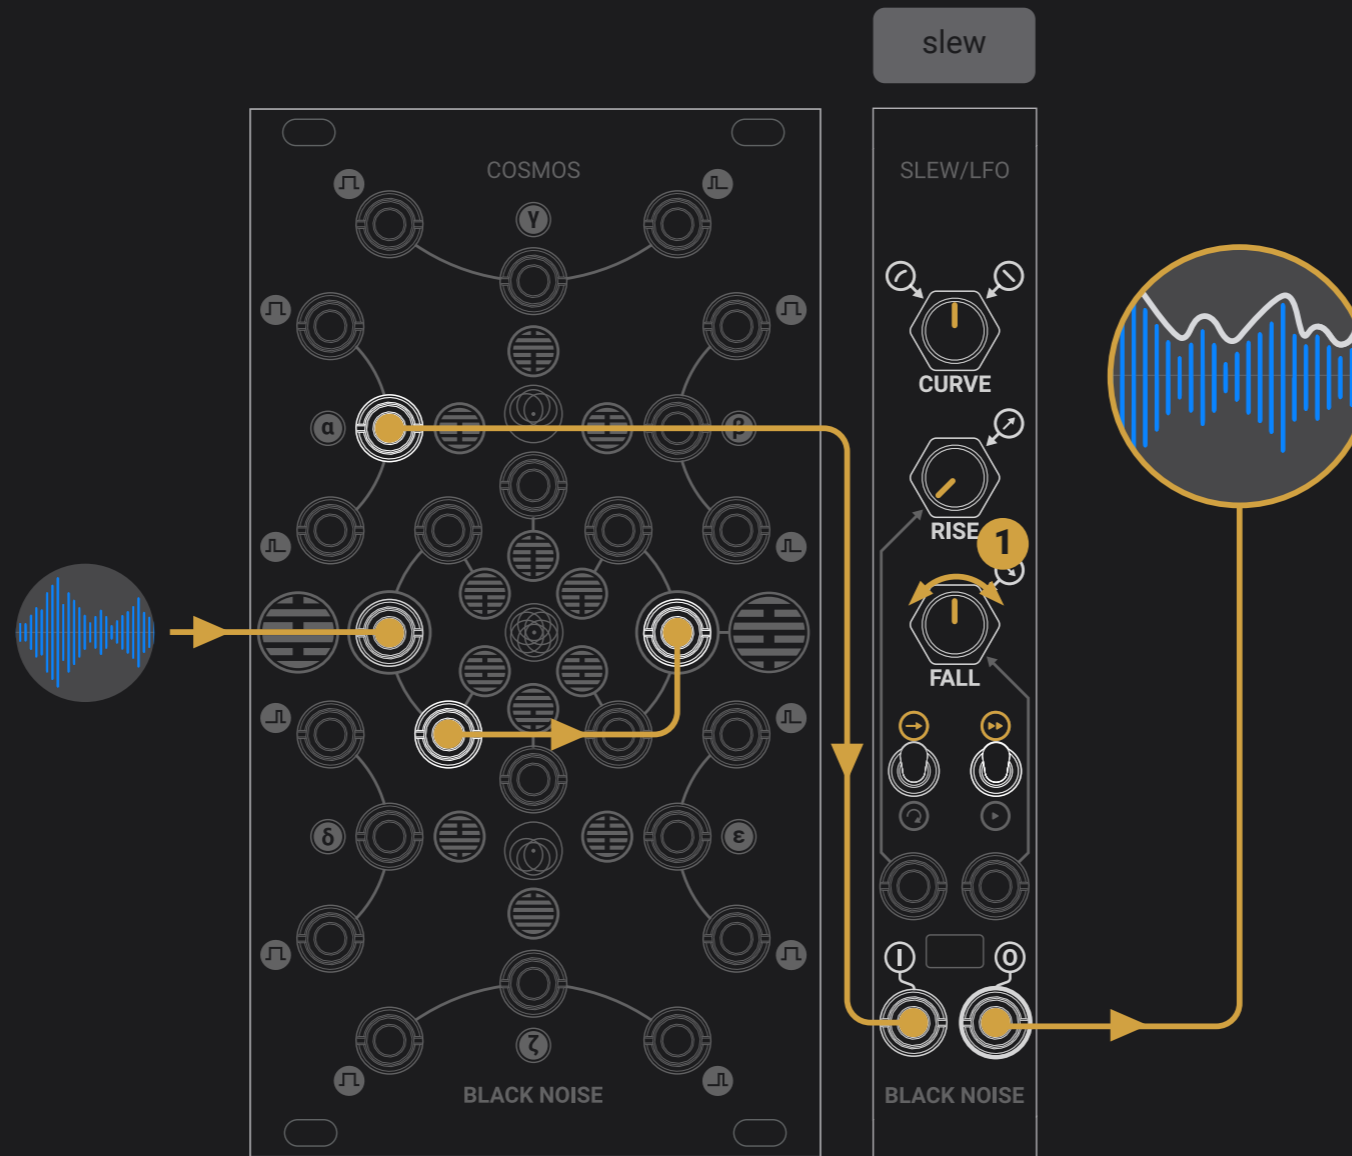 slew
COSMOS
SLEW/LFO
γ
CURVE
α
β
RISE
1
FALL
δ
ε
I
O
ζ
BLACK NOISE
BLACK NOISE